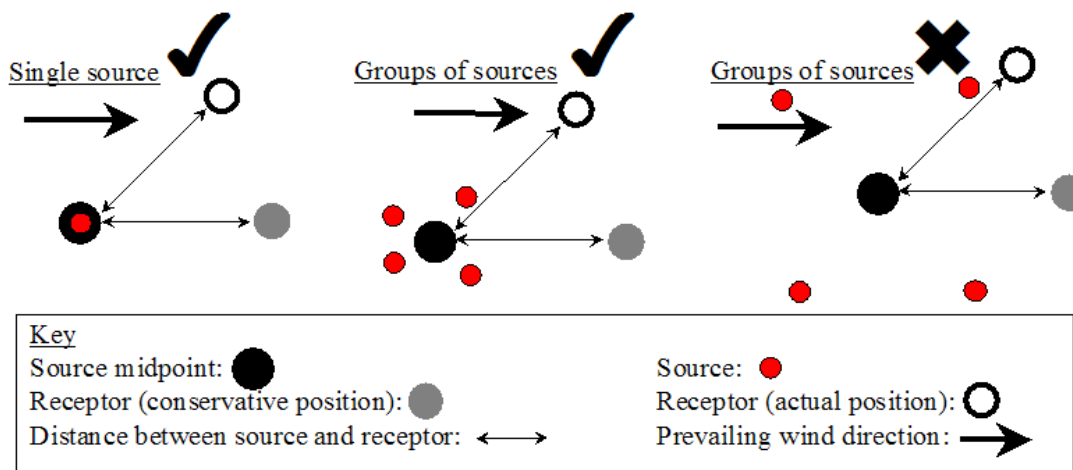 Single source
Groups of sources
Groups of sources
Key
Source midpoint:
Source:
Receptor (conservative position):
Receptor (actual position):
Distance between source and receptor:
Prevailing wind direction: